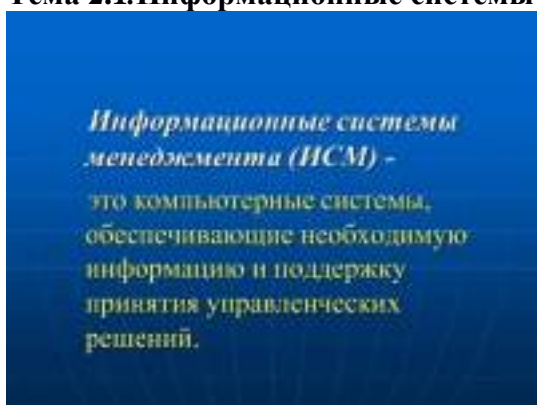 Тема 2.1.Информационные системы
Информационные системы
менеджмента (ИСМ) -
это компьютерные системы,
обеспечивающие необходимую
информацию и поддержку
принятия управленческих
решений.